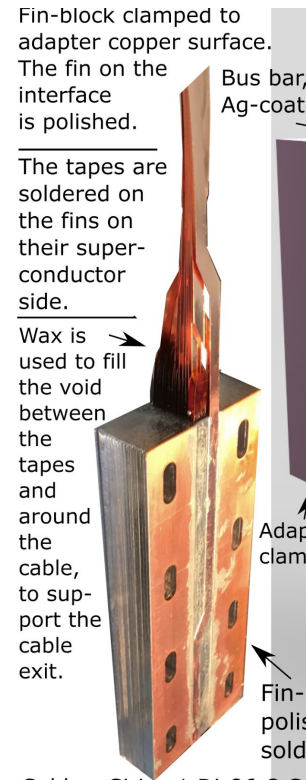 Fin-block clamped to
adapter copper surface.
The fin on the
interface
is polished.
Bus bar,
Ag-coat
The tapes are
soldered on
the fins on
their super-
conductor
side.
Wax is
used to fill
the void
between
the
tapes
and
around
the
cable,
to sup-
port the
cable
exit.
Adap
clam
Fin-
polis
sold